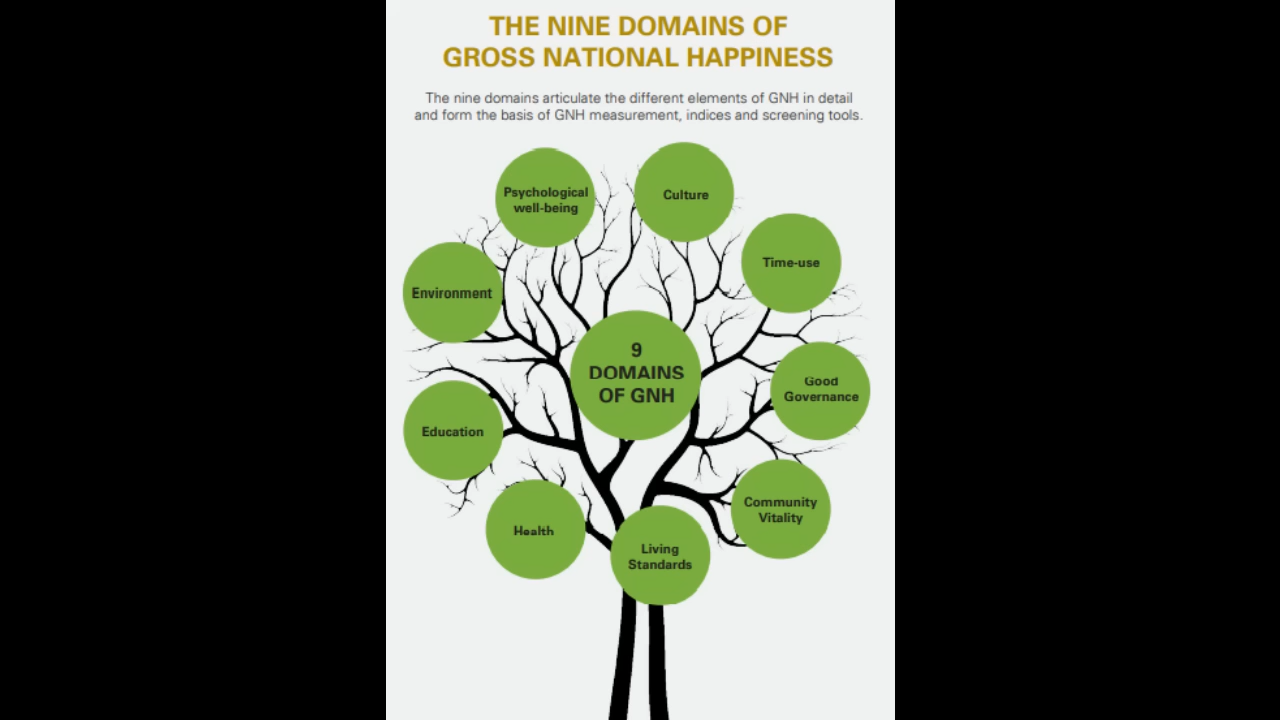 THE NINE DOMAINS OF
GROSS NATIONAL HAPPINESS
The nine domains articulate the different elements of GNH in detail
and form the basis of GNH measurement, indices and screening tools.
Psychological
well-being
Culture
Time-use
Environment
9
DOMAINS
OF GNH
Good
Governance
Education
Community
Vitality
Health
Living
Standards